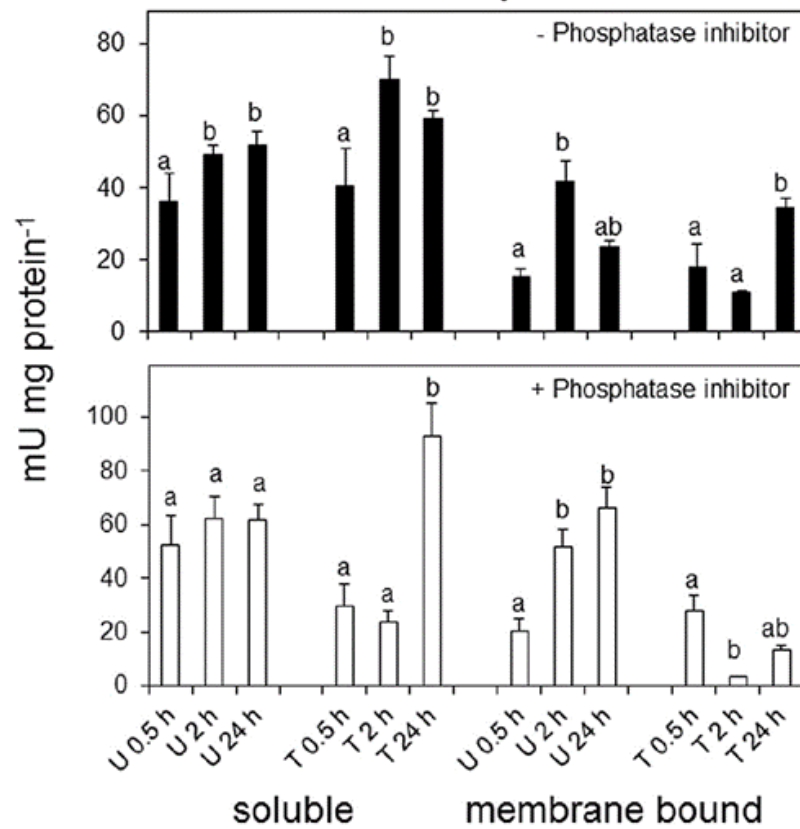 - Phosphatase inhibitor
mU mg protein-1
80
60
40
20
0
a
b
b
a
b
b
a
b
ab
a
a
b
+ Phosphatase inhibitor
100
80
60
40
20
0
a
a
a
a
a
b
a
b
b
a
b
ab
U 0.5 h
U 2 h
U 24 h
T 0.5 h
T 2 h
T 24 h
U 0.5 h
U 2 h
U 24 h
T 0.5 h
T 2 h
T 24 h
soluble
membrane bound